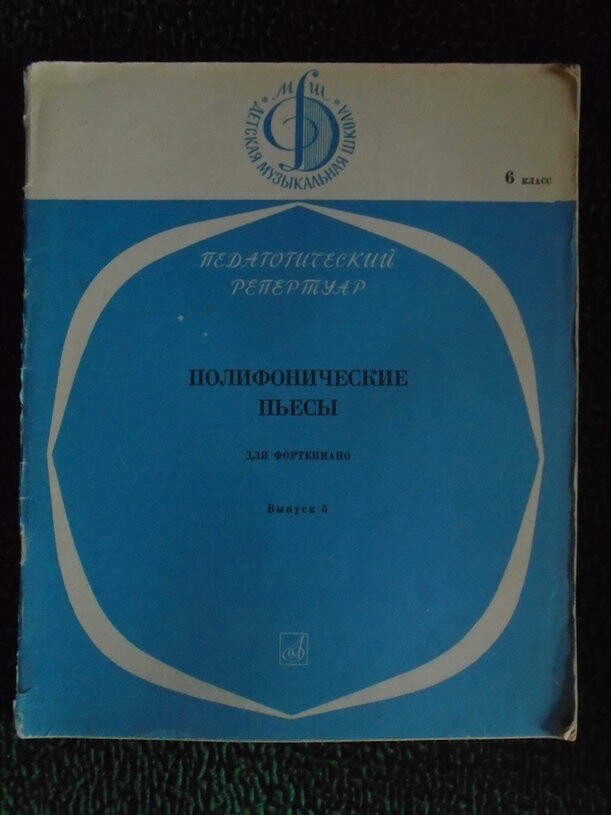 МШ
ДЕТСКАЯ МУЗЫКАЛЬНАЯ ШКОЛА
6 КЛАСС
ПЕДАГОГИЧЕСКИЙ
РЕПЕРТУАР
ПОЛИФОНИЧЕСКИЕ
ПЬЕСЫ
ДЛЯ ФОРТЕПИАНО
Выпуск 6